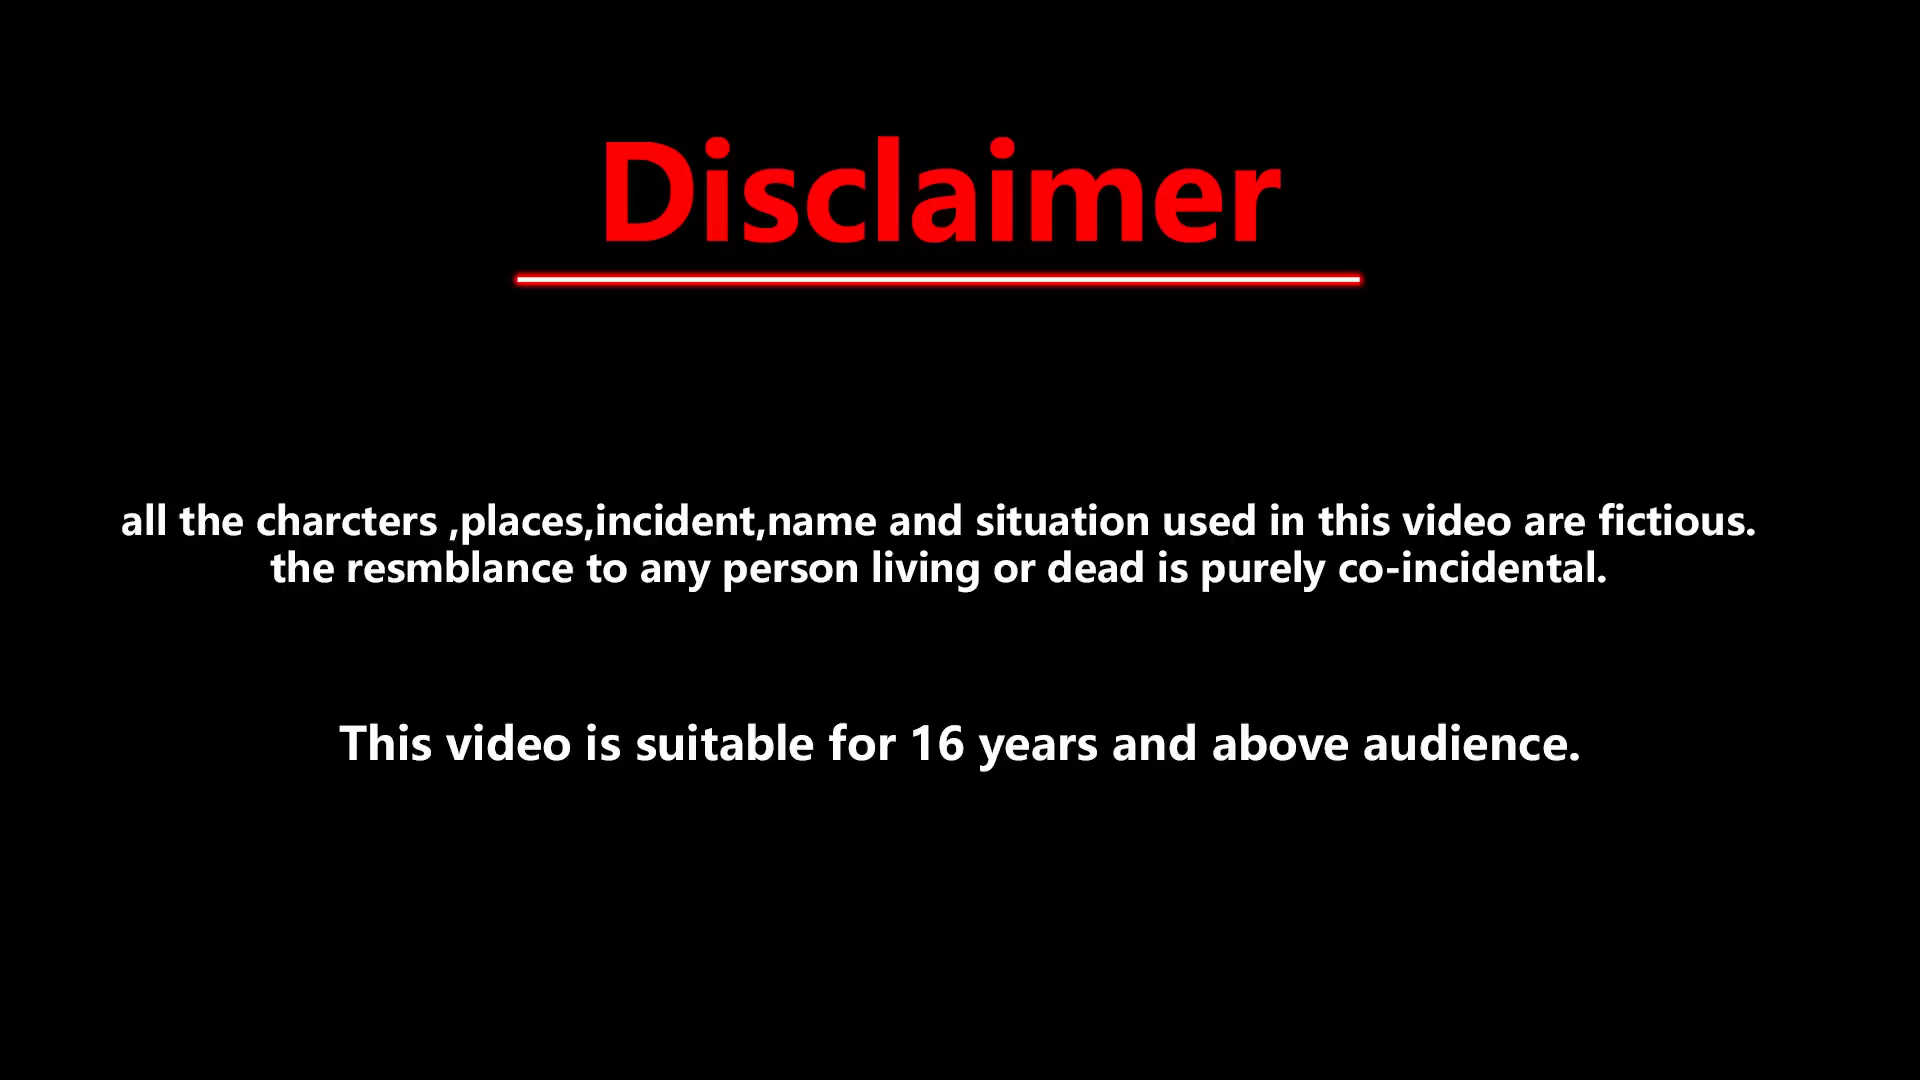 Disclaimer
all the charcters ,places,incident,name and situation used in this video are fictious.
the resmblance to any person living or dead is purely co-incidental.
This video is suitable for 16 years and above audience.